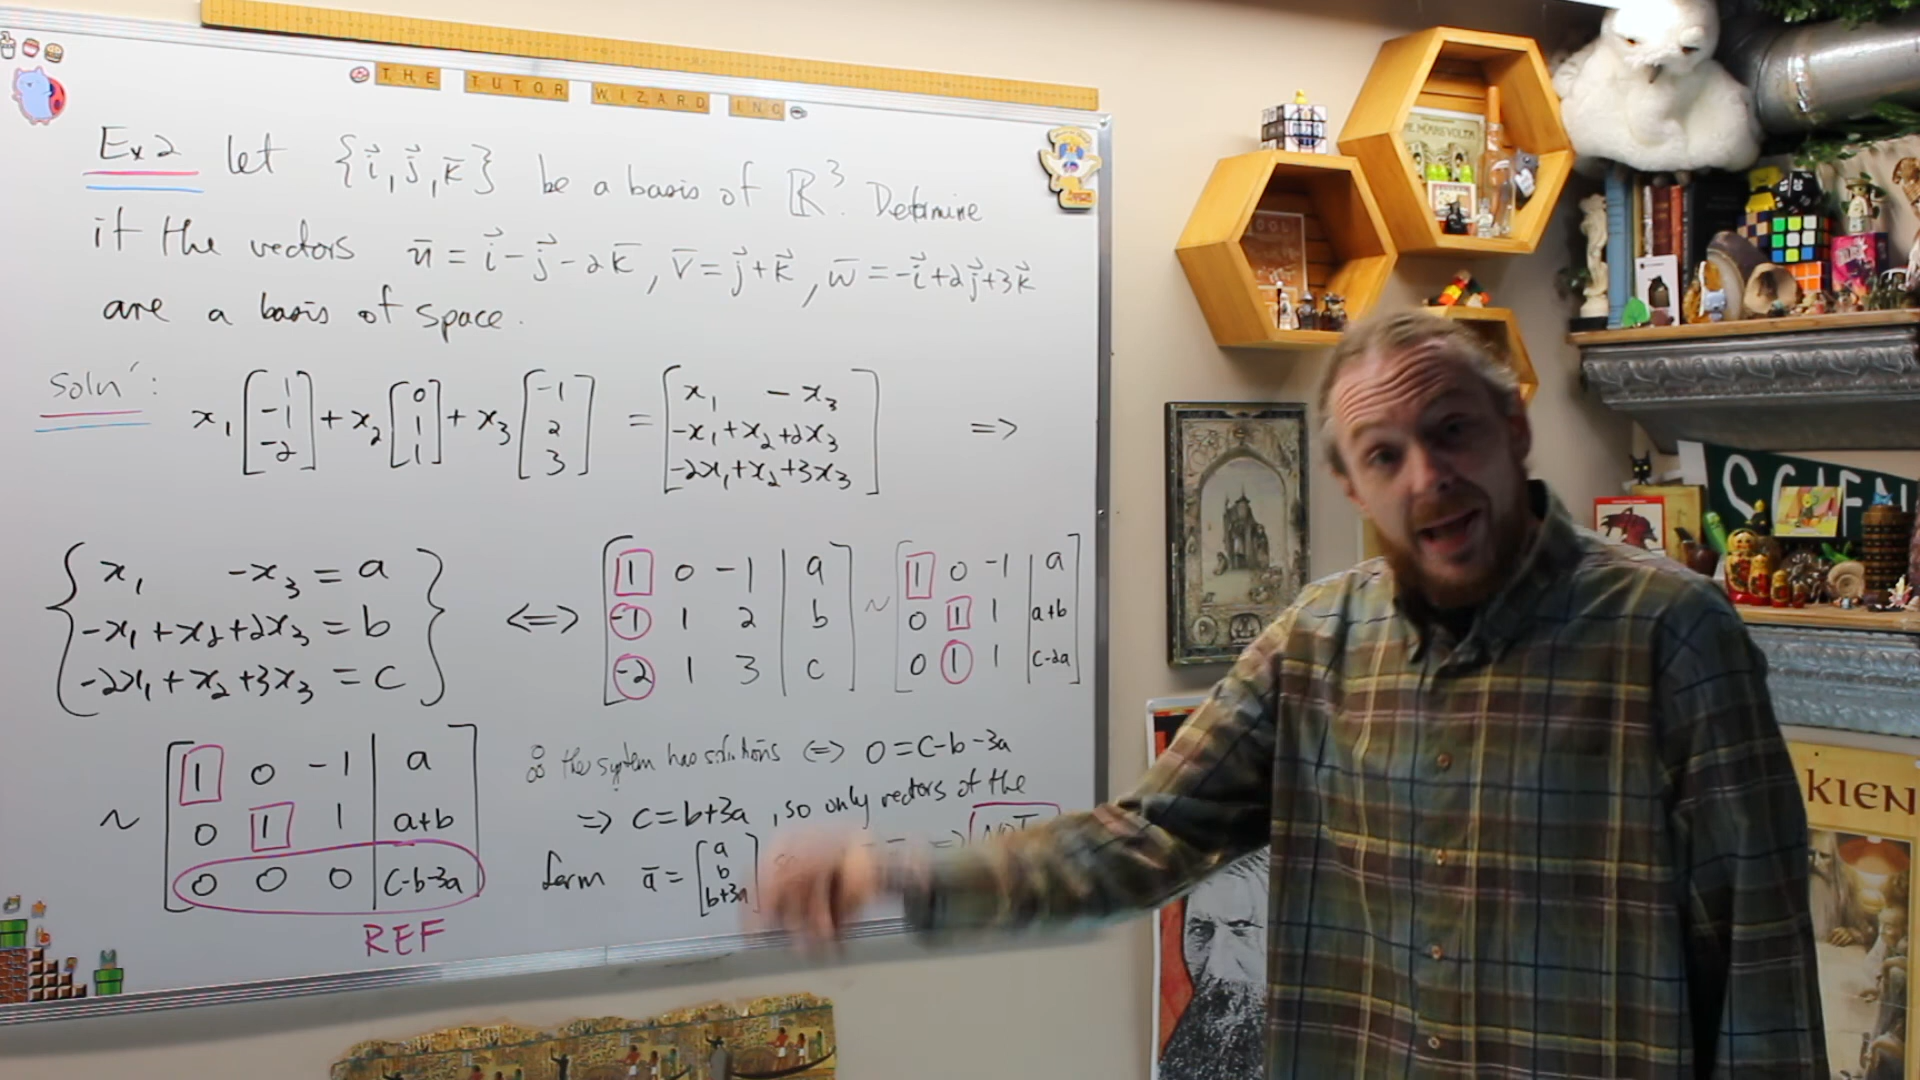 THE TUTOR WIZARD INC
Ex2 let {i⃗, j⃗, k̄} be a basis of ℝ³. Determine
if the vectors ū = i⃗ - j⃗ - 2k̄, v̄ = j⃗ + k⃗, w̄ = -i⃗ + 2j⃗ + 3k⃗
are a basis of space.
Soln':
x₁ [1 -1 -2] + x₂ [0 1 1] + x₃ [-1 2 3] = [x₁ - x₃ -x₁+x₂+2x₃ -2x₁+x₂+3x₃] =>
{ x₁ -x₃ = a
-x₁ + x₂ + 2x₃ = b
-2x₁ + x₂ + 3x₃ = c }
<=>
[1 0 -1 | a
-1 1 2 | b
-2 1 3 | c]
~
[1 0 -1 | a
0 1 1 | a+b
0 1 1 | c-2a]
~
[1 0 -1 | a
0 1 1 | a+b
0 0 0 | c-b-3a]
REF
∴ the system has solutions <=> 0 = c-b-3a
=> c = b+3a, so only vectors of the
form ā = [a b b+3a]
=> NOT
SCIEN
KIEN